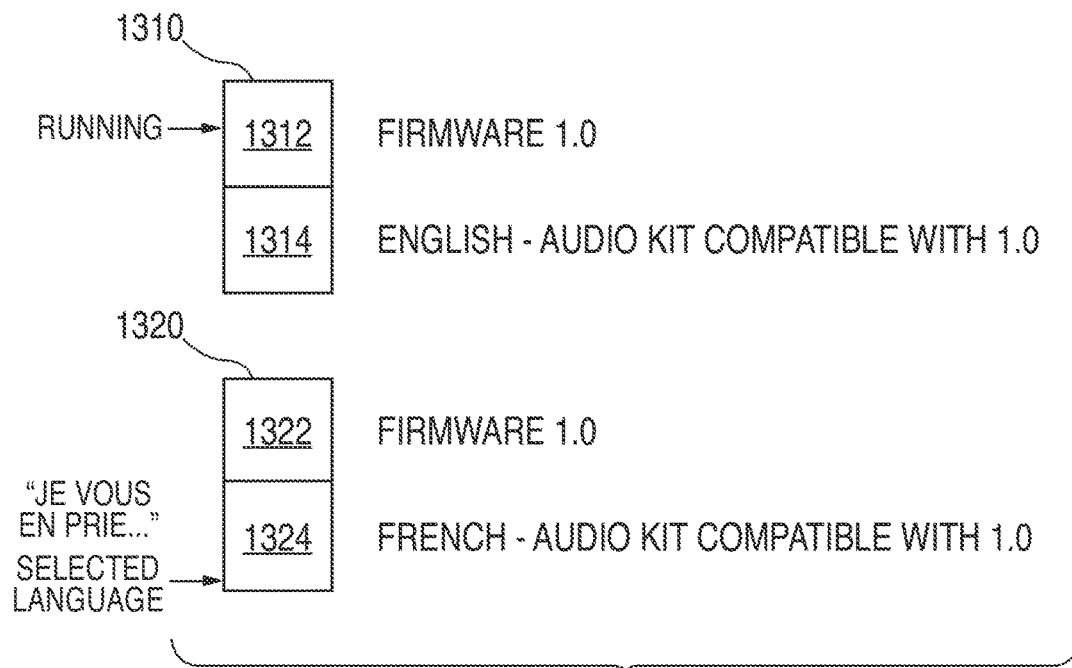 1310
RUNNING
1312
FIRMWARE 1.0
1314
ENGLISH - AUDIO KIT COMPATIBLE WITH 1.0
1320
1322
FIRMWARE 1.0
“JE VOUS
EN PRIE...”
SELECTED
LANGUAGE
1324
FRENCH - AUDIO KIT COMPATIBLE WITH 1.0